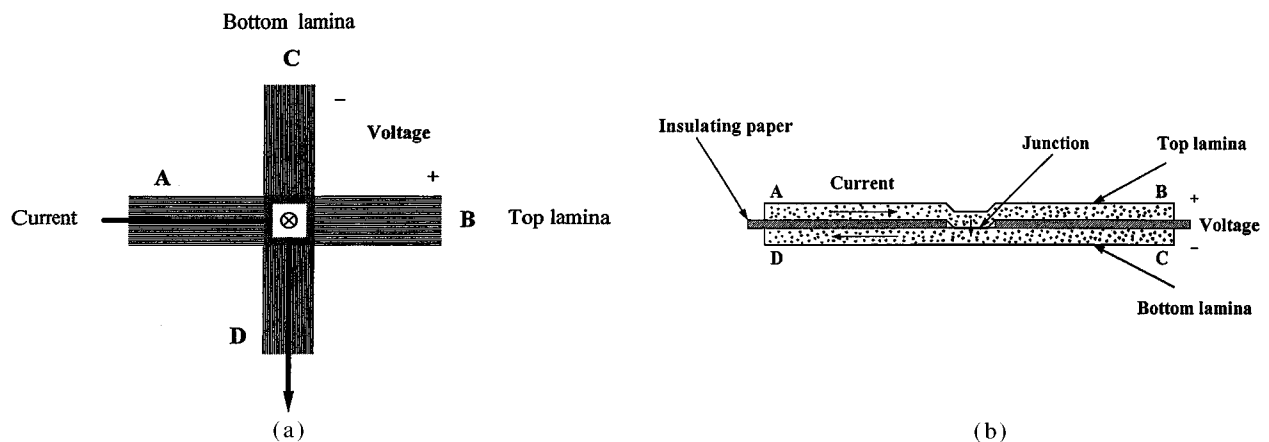 Bottom lamina
C
–
Voltage
+
A
Current
B
Top lamina
D
(a)
Insulating paper
Junction
Top lamina
A
Current
B
+
Voltage
D
C
–
Bottom lamina
(b)